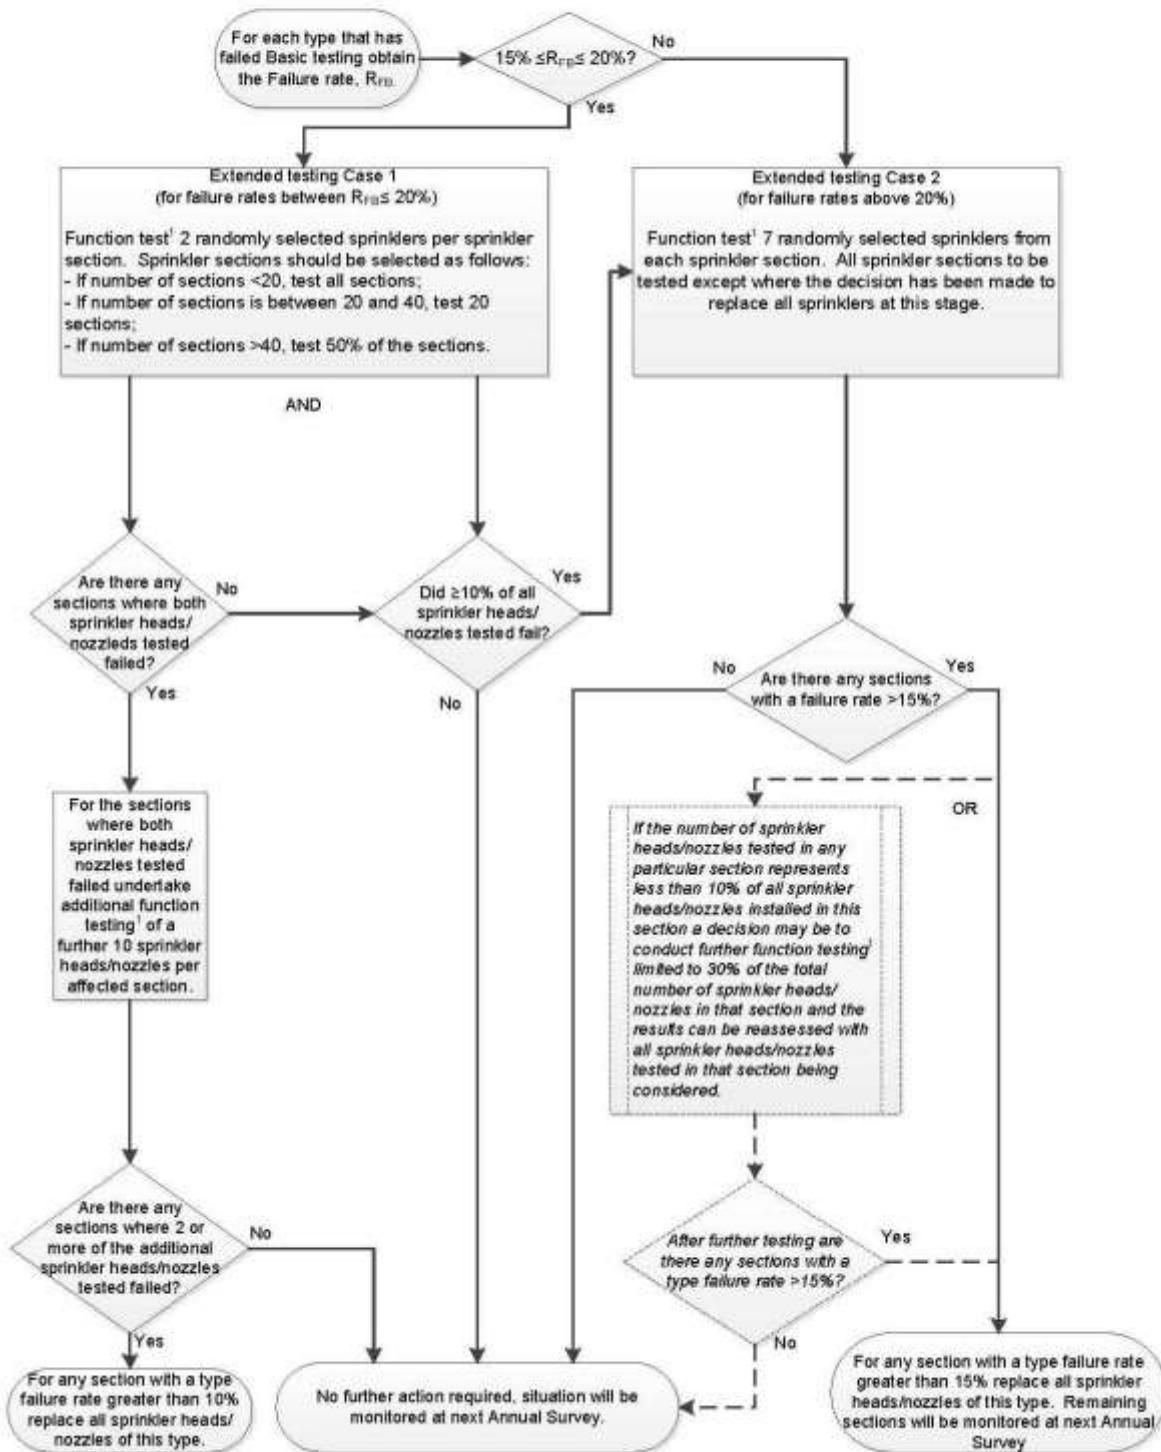 For each type that has
failed Basic testing obtain
the Failure rate, RFB.
15% ≤RFB≤ 20%?
No
Yes
Extended testing Case 1
(for failure rates between RFB≤ 20%)
Function test¹ 2 randomly selected sprinklers per sprinkler
section. Sprinkler sections should be selected as follows:
- If number of sections <20, test all sections;
- If number of sections is between 20 and 40, test 20
sections;
- If number of sections >40, test 50% of the sections.
Extended testing Case 2
(for failure rates above 20%)
Function test¹ 7 randomly selected sprinklers from
each sprinkler section. All sprinkler sections to be
tested except where the decision has been made to
replace all sprinklers at this stage.
AND
Are there any
sections where both
sprinkler heads/
nozzleds tested
failed?
No
Yes
Did ≥10% of all
sprinkler heads/
nozzles tested fail?
Yes
No
Are there any sections
with a failure rate >15%?
No
Yes
For the sections
where both
sprinkler heads/
nozzles tested
failed undertake
additional function
testing¹ of a
further 10 sprinkler
heads/nozzles per
affected section.
OR
If the number of sprinkler
heads/nozzles tested in any
particular section represents
less than 10% of all sprinkler
heads/nozzles installed in this
section a decision may be to
conduct further function testing¹
limited to 30% of the total
number of sprinkler heads/
nozzles in that section and the
results can be reassessed with
all sprinkler heads/nozzles
tested in that section being
considered.
Are there any
sections where 2 or
more of the additional
sprinkler heads/nozzles
tested failed?
No
Yes
After further testing are
there any sections with a
type failure rate >15%?
Yes
No
For any section with a type
failure rate greater than 10%
replace all sprinkler heads/
nozzles of this type.
No further action required, situation will be
monitored at next Annual Survey.
For any section with a type failure rate
greater than 15% replace all sprinkler
heads/nozzles of this type. Remaining
sections will be monitored at next Annual
Survey